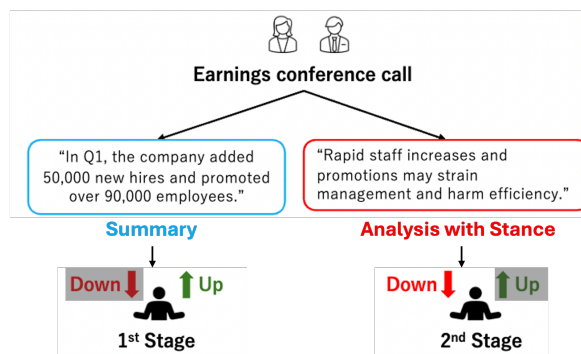 Earnings conference call
“In Q1, the company added
50,000 new hires and promoted
over 90,000 employees.”
“Rapid staff increases and
promotions may strain
management and harm efficiency.”
Summary
Analysis with Stance
Down Up
1st Stage
Down Up
2nd Stage